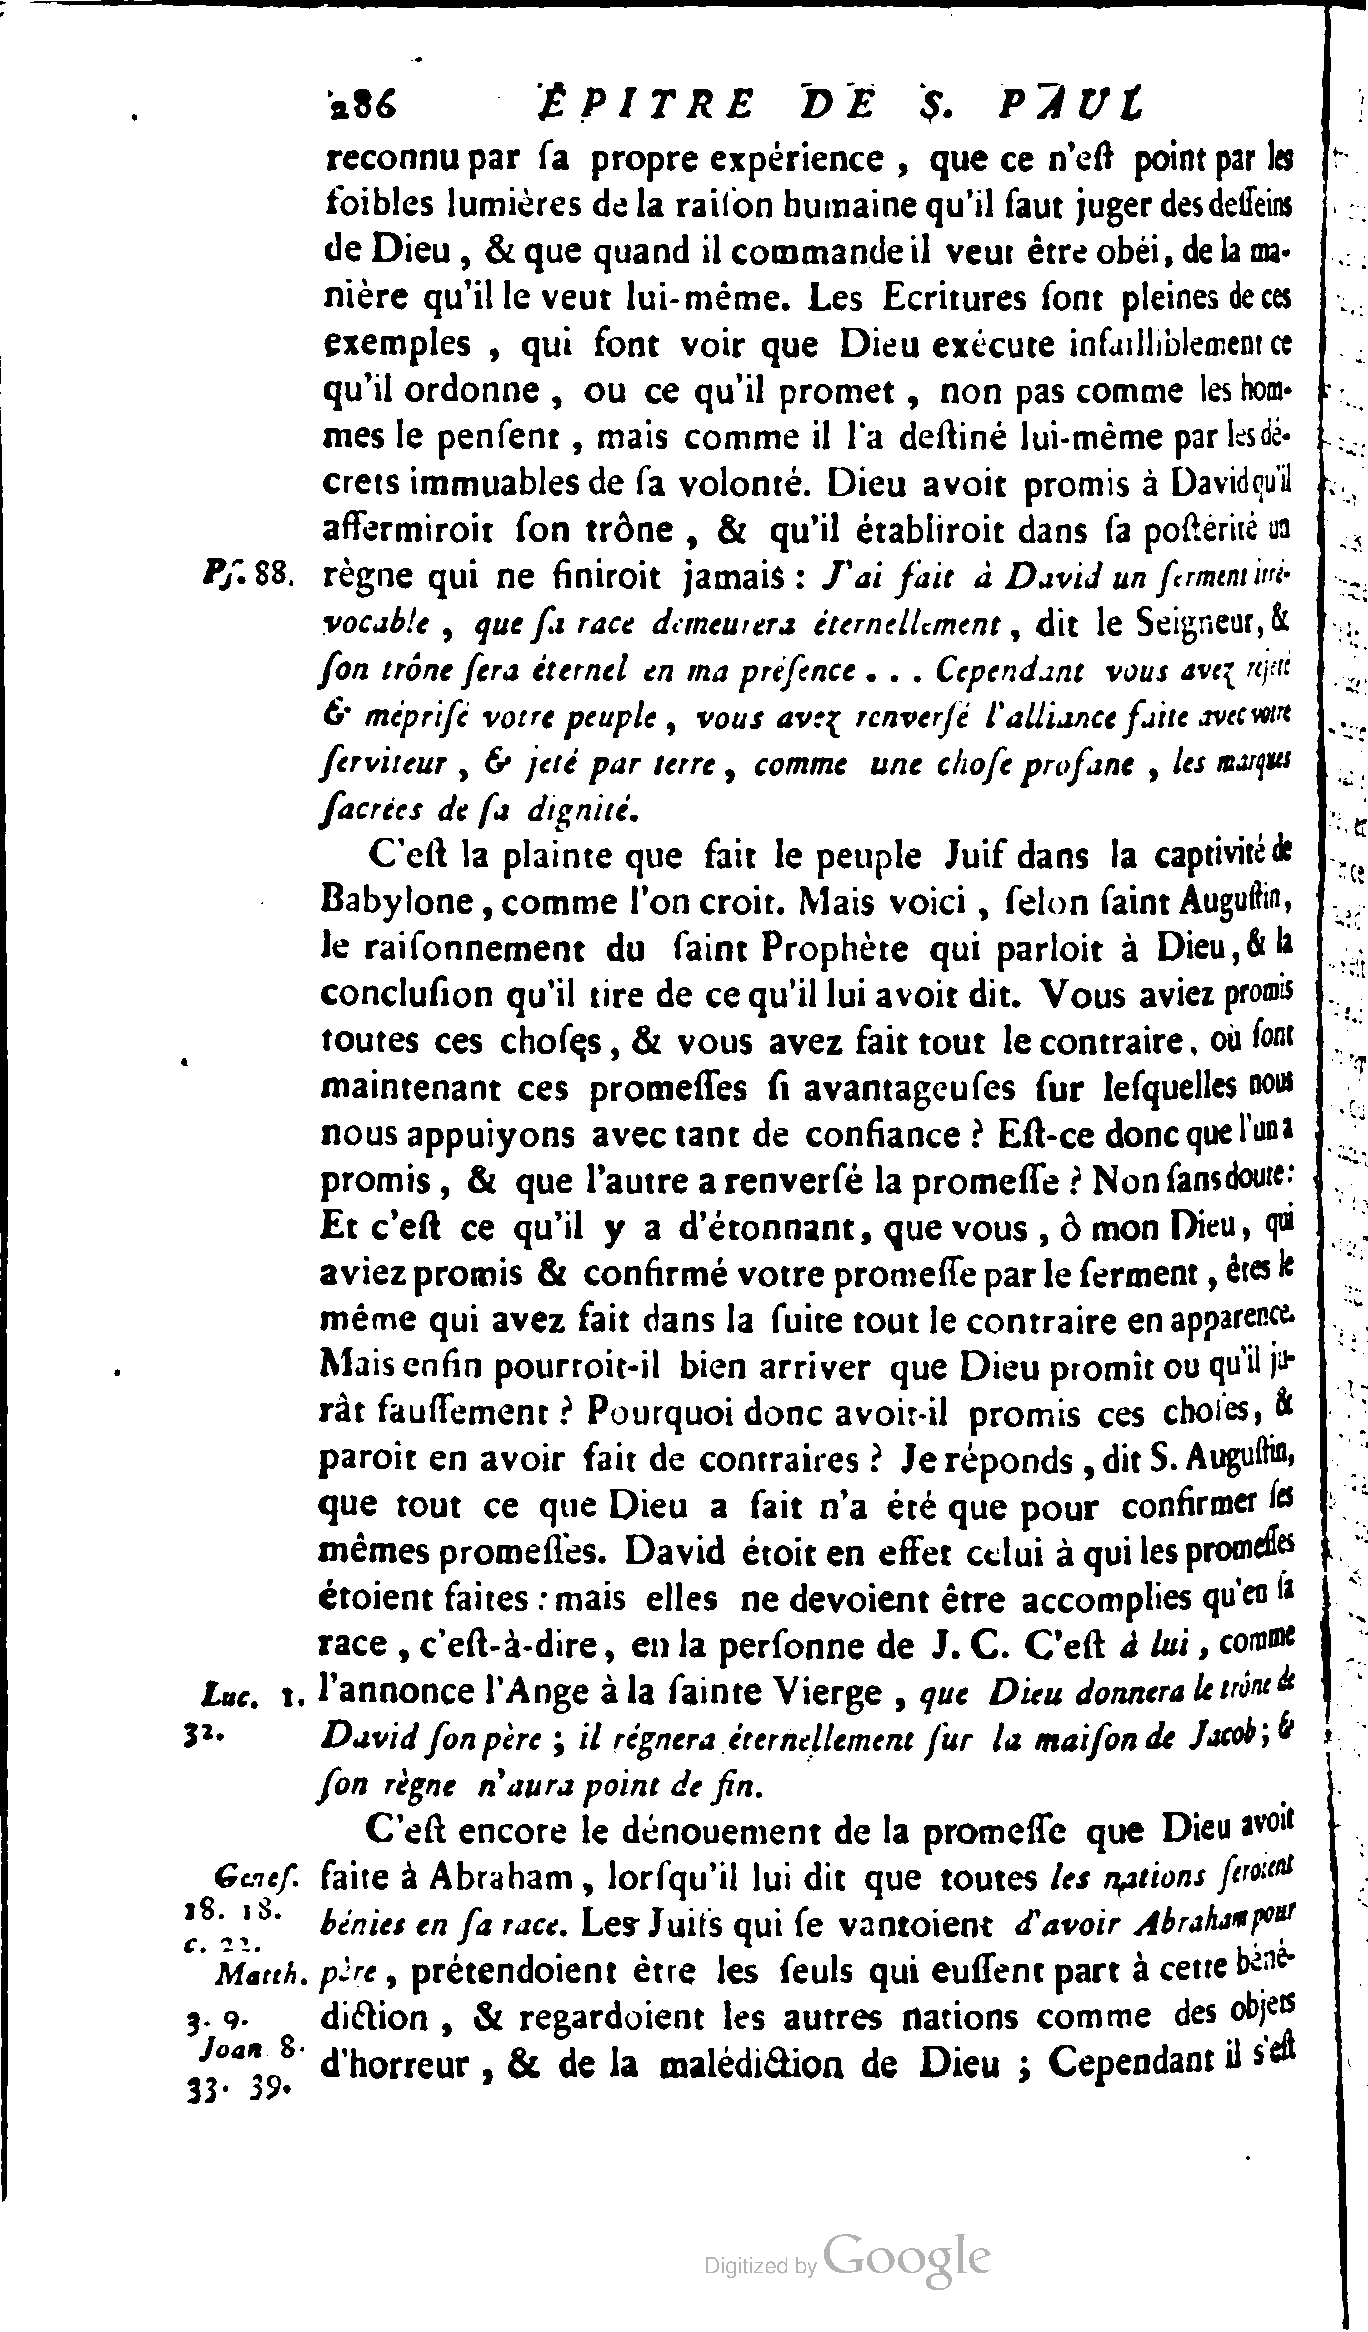 286 ÉPITRE DE S. PAUL
reconnu par ſa propre expérience , que ce n'eſt point par les
foibles lumières de la raiſon humaine qu'il faut juger des deſſeins
de Dieu , & que quand il commande il veut être obéi, de la ma-
nière qu'il le veut lui-même. Les Ecritures ſont pleines de ces
exemples , qui font voir que Dieu exécute infailliblement ce
qu'il ordonne , ou ce qu'il promet , non pas comme les hom-
mes le penſent , mais comme il l'a deſtiné lui-même par les dé-
crets immuables de ſa volonté. Dieu avoit promis à David qu'il
affermiroit ſon trône , & qu'il établiroit dans ſa poſtérité un
Pſ. 88. règne qui ne finiroit jamais : J'ai fait à David un ſerment irré-
vocable , que ſa race demeurera éternellement , dit le Seigneur, &
ſon trône ſera éternel en ma préſence . . . Cependant vous avez rejeté
& mépriſé votre peuple , vous avez renverſé l'alliance faite avec votre
ſerviteur , & jeté par terre , comme une choſe profane , les marques
ſacrées de ſa dignité.
C'eſt la plainte que fait le peuple Juif dans la captivité de
Babylone , comme l'on croit. Mais voici , ſelon ſaint Auguſtin,
le raiſonnement du ſaint Prophète qui parloit à Dieu, & la
concluſion qu'il tire de ce qu'il lui avoit dit. Vous aviez promis
toutes ces choſes , & vous avez fait tout le contraire, où ſont
maintenant ces promeſſes ſi avantageuſes ſur leſquelles nous
nous appuiyons avec tant de confiance ? Eſt-ce donc que l'un a
promis , & que l'autre a renverſé la promeſſe ? Non ſans doute :
Et c'eſt ce qu'il y a d'étonnant, que vous , ô mon Dieu, qui
aviez promis & confirmé votre promeſſe par le ſerment , êtes le
même qui avez fait dans la ſuite tout le contraire en apparence.
Mais enfin pourroit-il bien arriver que Dieu promît ou qu'il ju-
rât fauſſement ? Pourquoi donc avoit-il promis ces choſes, &
paroit en avoir fait de contraires ? Je réponds , dit S. Auguſtin,
que tout ce que Dieu a fait n'a été que pour confirmer ſes
mêmes promeſſes. David étoit en effet celui à qui les promeſſes
étoient faites : mais elles ne devoient être accomplies qu'en ſa
race , c'eſt-à-dire, en la perſonne de J. C. C'eſt à lui , comme
Luc. 1. l'annonce l'Ange à la ſainte Vierge , que Dieu donnera le trône de
32. David ſon père ; il régnera éternellement ſur la maiſon de Jacob ; &
ſon règne n'aura point de fin.
C'eſt encore le dénouement de la promeſſe que Dieu avoit
Geneſ. faite à Abraham , lorſqu'il lui dit que toutes les nations ſeroient
18. 18. bénies en ſa race. Les Juifs qui ſe vantoient d'avoir Abraham pour
c. 22.
Matth. père , prétendoient être les ſeuls qui euſſent part à cette béné-
3. 9. diction , & regardoient les autres nations comme des objets
Joan 8. d'horreur , & de la malédiction de Dieu ; Cependant il s'eſt
33. 39.
Digitized by Google